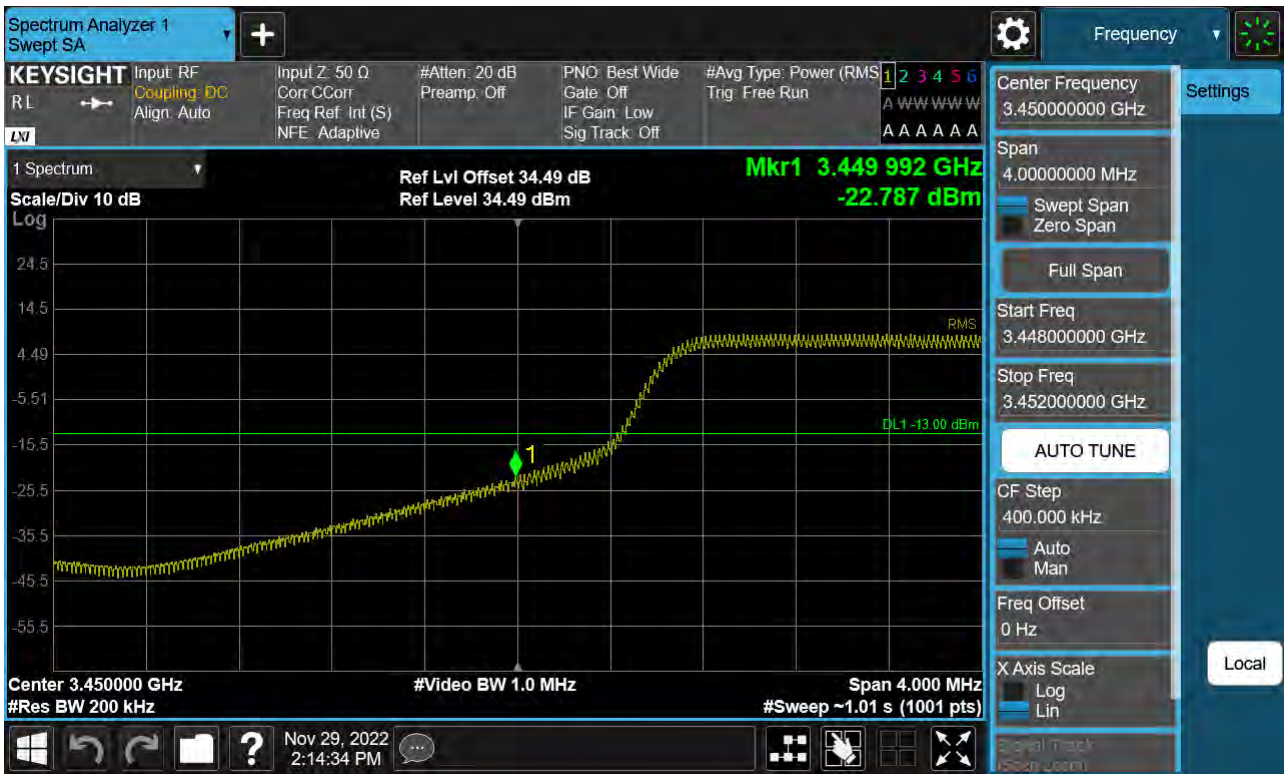 Spectrum Analyzer 1
Swept SA
Frequency
KEYSIGHT
R L
LXI
Input: RF
Coupling: DC
Align: Auto
Input Z: 50 Ω
Corr CCorr
Freq Ref: Int (S)
NFE: Adaptive
#Atten: 20 dB
Preamp: Off
PNO: Best Wide
Gate: Off
IF Gain: Low
Sig Track: Off
#Avg Type: Power (RMS
Trig: Free Run
1 2 3 4 5 6
A W W W W W
A A A A A A
1 Spectrum
Scale/Div 10 dB
Log
Ref Lvl Offset 34.49 dB
Ref Level 34.49 dBm
Mkr1 3.449 992 GHz
-22.787 dBm
24.5
14.5
4.49
-5.51
-15.5
-25.5
-35.5
-45.5
-55.5
RMS
DL1 -13.00 dBm
1
Center 3.450000 GHz
#Res BW 200 kHz
#Video BW 1.0 MHz
Span 4.000 MHz
#Sweep ~1.01 s (1001 pts)
Center Frequency
3.450000000 GHz
Span
4.00000000 MHz
Swept Span
Zero Span
Full Span
Start Freq
3.448000000 GHz
Stop Freq
3.452000000 GHz
AUTO TUNE
CF Step
400.000 kHz
Auto
Man
Freq Offset
0 Hz
X Axis Scale
Log
Lin
Signal Track
(Span Zoom)
Settings
Local
Nov 29, 2022
2:14:34 PM